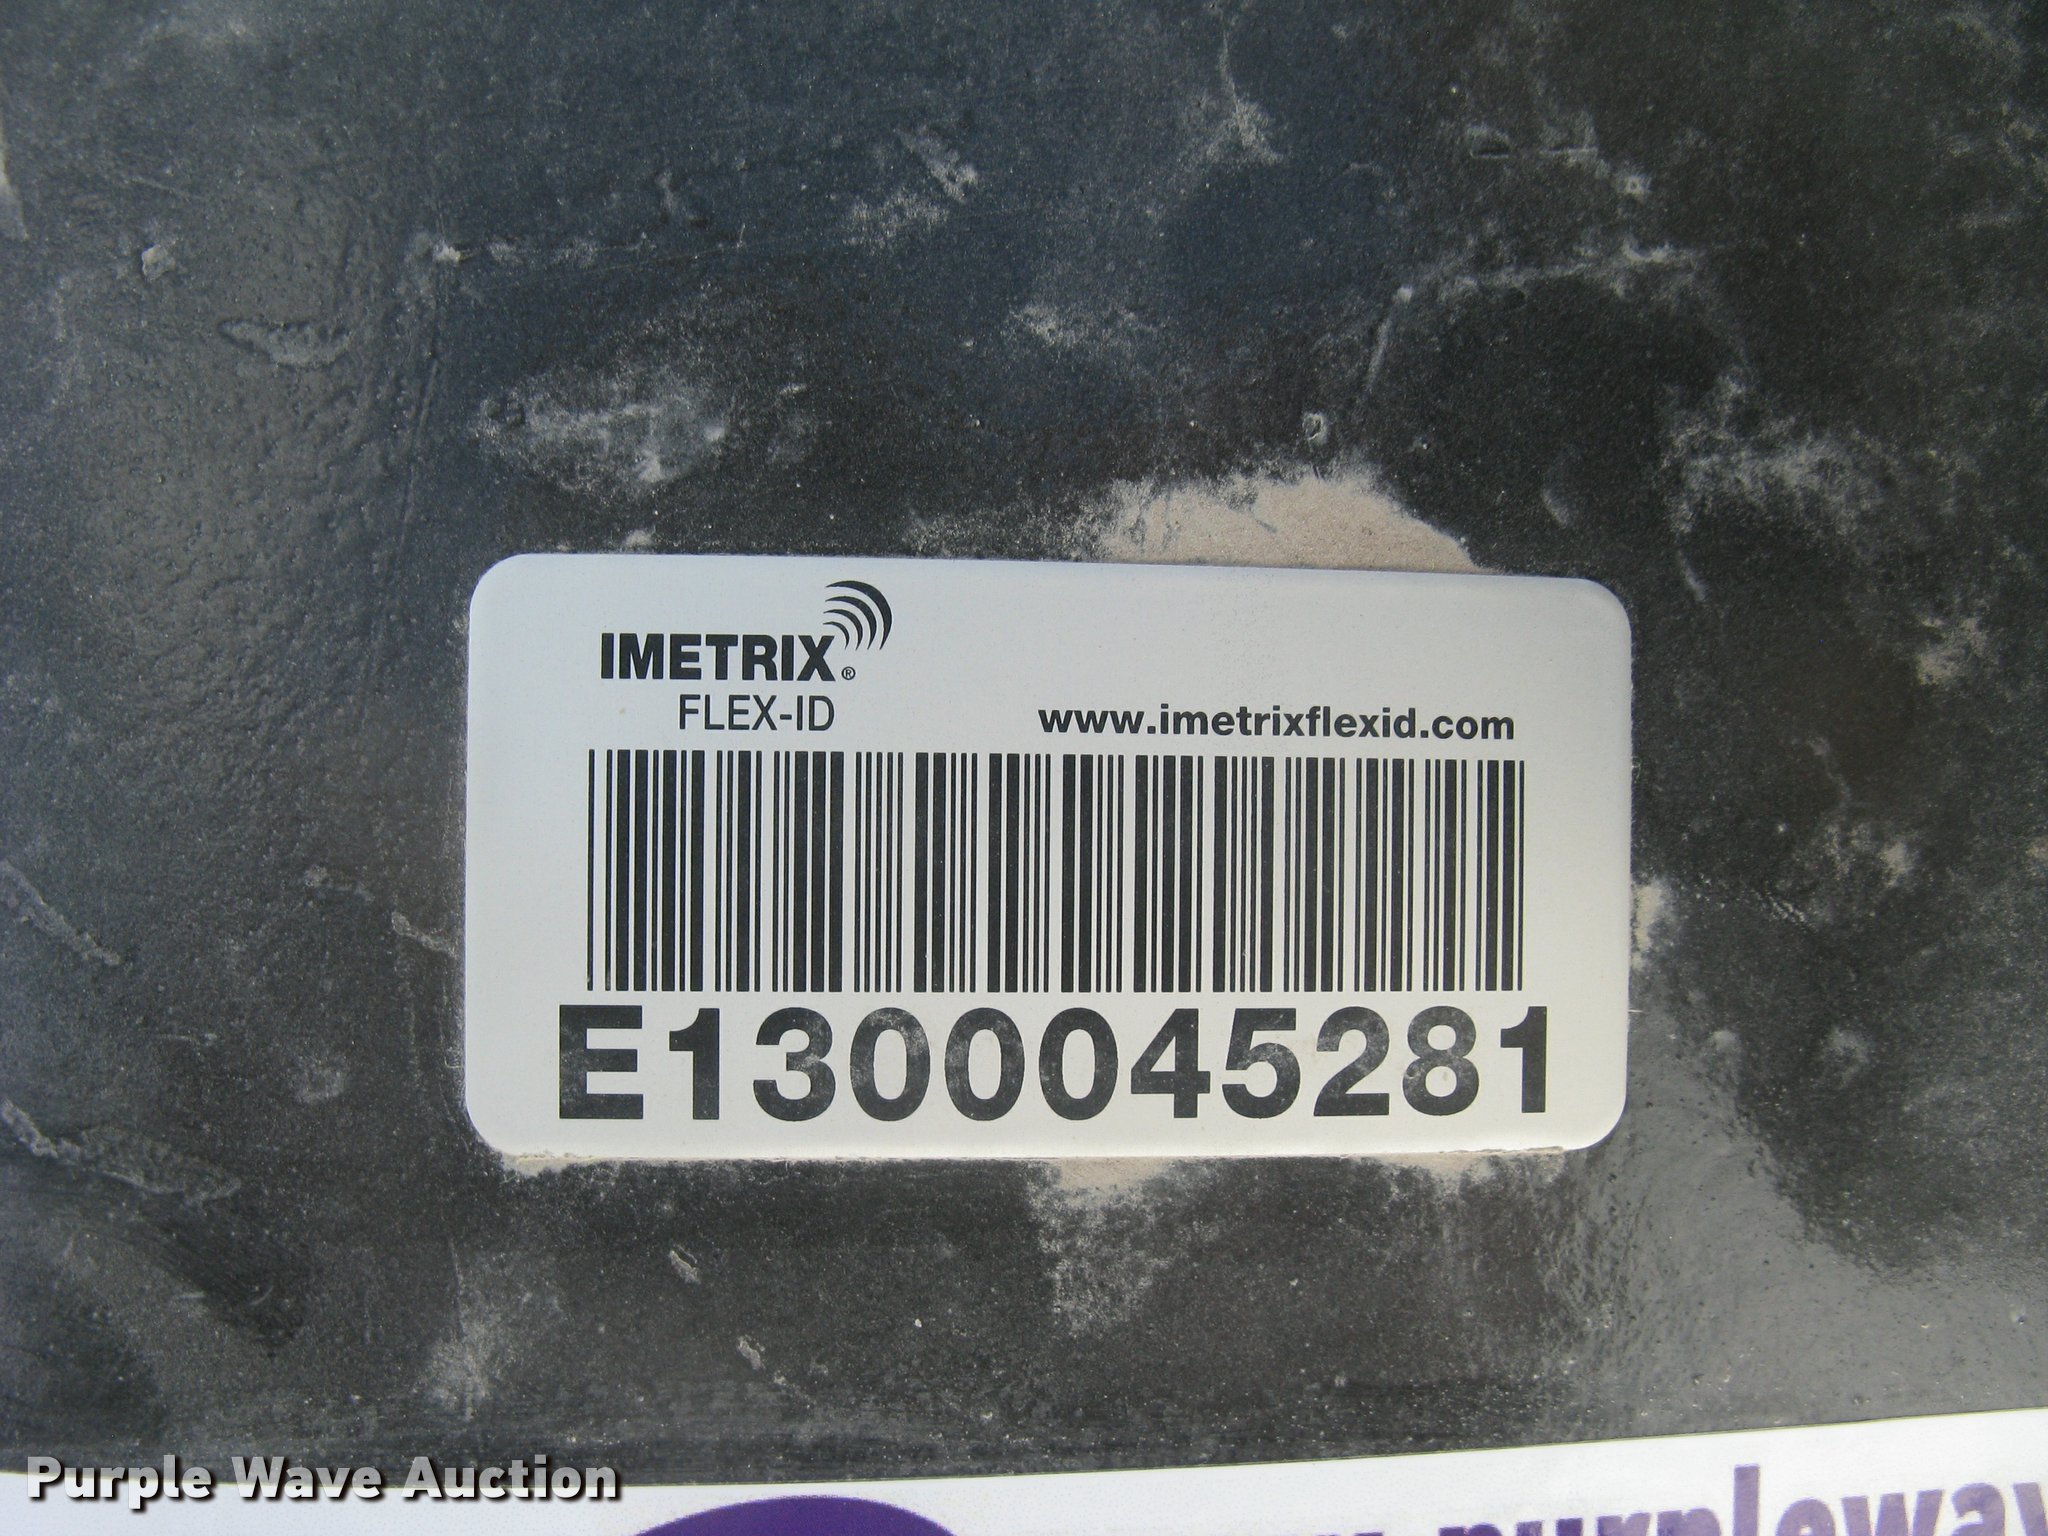 IMETRIX®
FLEX-ID
www.imetrixflexid.com
E1300045281
Purple Wave Auction